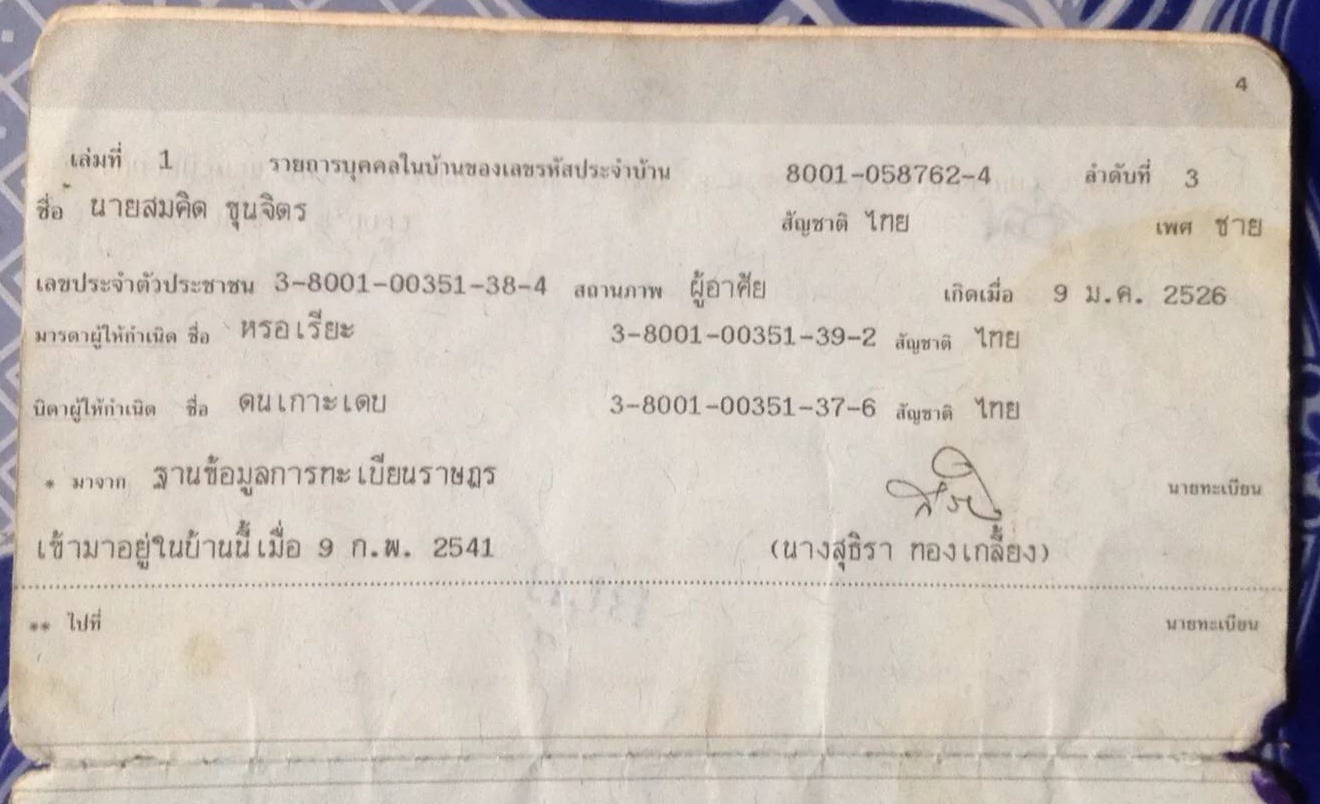 4
เล่มที่ 1 รายการบุคคลในบ้านของเลขรหัสประจำบ้าน 8001-058762-4 ลำดับที่ 3
ชื่อ นายสมคิด ชุนจิตร สัญชาติ ไทย เพศ ชาย
เลขประจำตัวประชาชน 3-8001-00351-38-4 สถานภาพ ผู้อาศัย เกิดเมื่อ 9 ม.ค. 2526
มารดาผู้ให้กำเนิด ชื่อ หรอเรียะ 3-8001-00351-39-2 สัญชาติ ไทย
บิดาผู้ให้กำเนิด ชื่อ ดนเกาะเดบ 3-8001-00351-37-6 สัญชาติ ไทย
* มาจาก ฐานข้อมูลการทะเบียนราษฎร นายทะเบียน
เข้ามาอยู่ในบ้านนี้เมื่อ 9 ก.พ. 2541 (นางสุธิรา ทองเกลี้ยง)
** ไปที่ นายทะเบียน